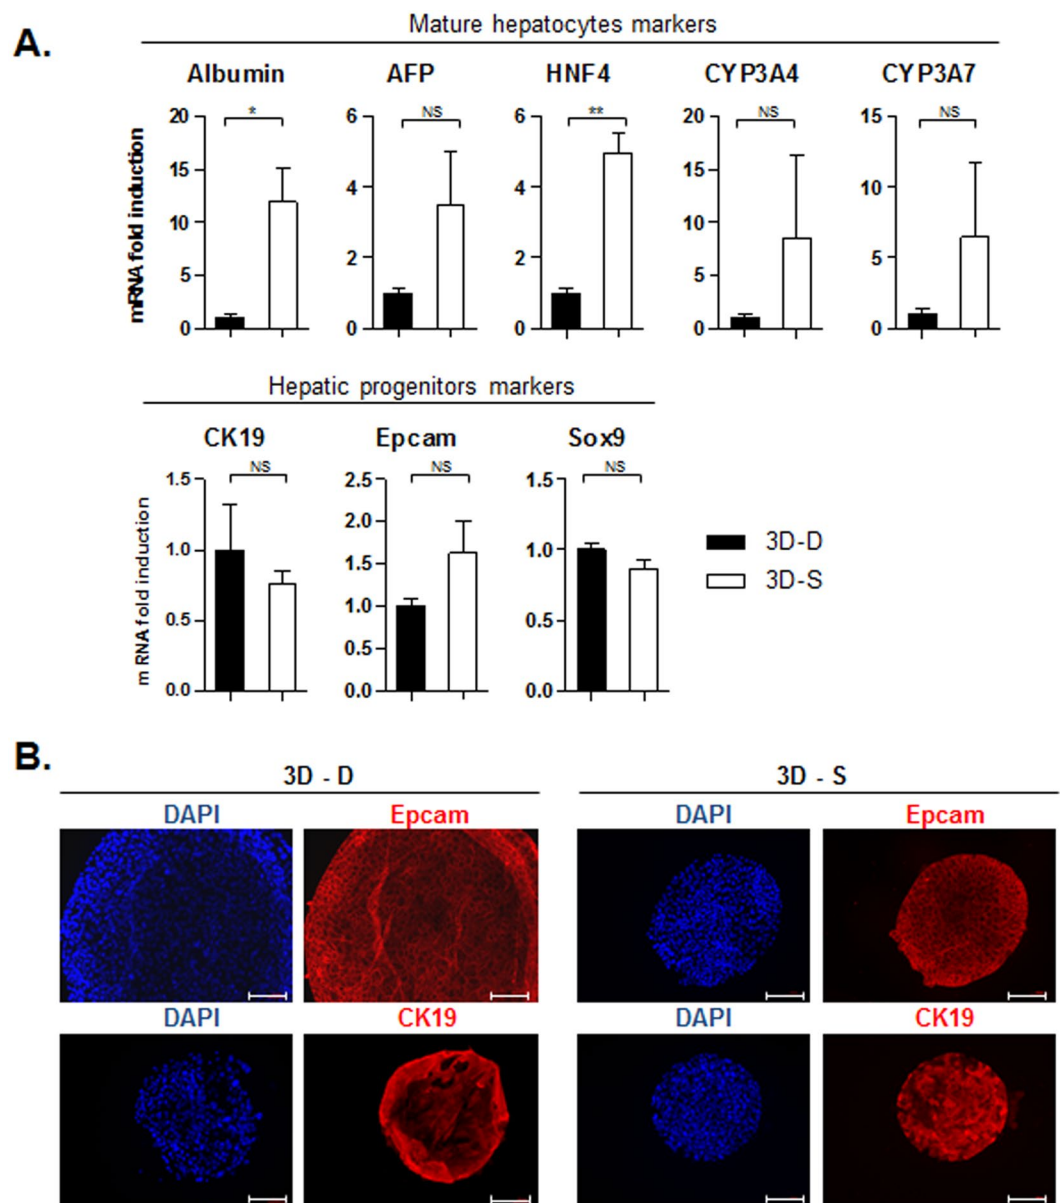 A.
Mature hepatocytes markers
Albumin AFP HNF4 CYP3A4 CYP3A7
* NS ** NS NS
mRNA fold induction
20 6 6 20 15
15 4 4 15 10
10 2 2 10 5
5 0 0 5 0
0 0
Hepatic progenitors markers
CK19 Epcam Sox9
NS NS NS
m RNA fold induction
1.5 2.5 1.5
1.0 2.0 1.0
0.5 1.5 0.5
0.0 1.0 0.0
0.5
0.0
3D-D
3D-S
B.
3D - D 3D - S
DAPI Epcam DAPI Epcam
DAPI CK19 DAPI CK19